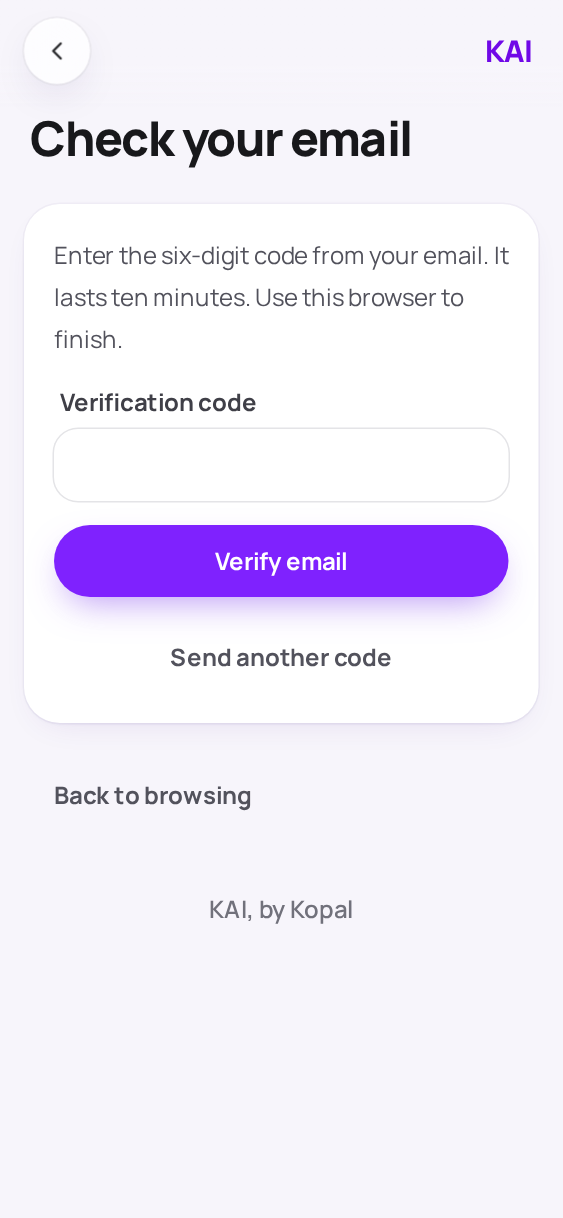 KAI
Check your email
Enter the six-digit code from your email. It
lasts ten minutes. Use this browser to
finish.
Verification code
Verify email
Send another code
Back to browsing
KAI, by Kopal